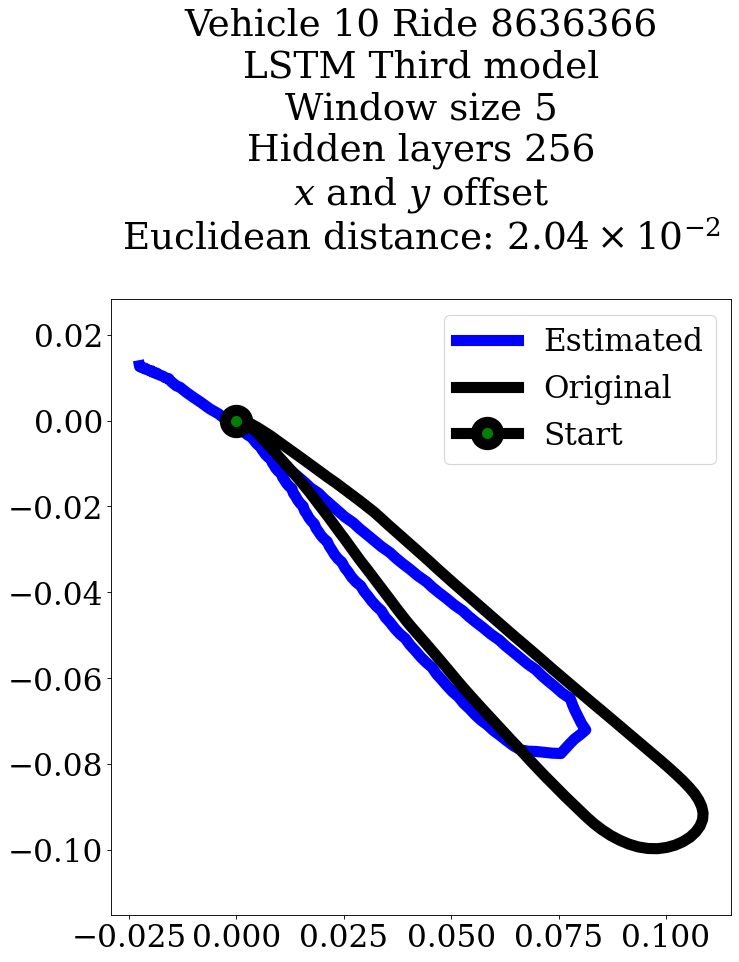 Vehicle 10 Ride 8636366
LSTM Third model
Window size 5
Hidden layers 256
x and y offset
Euclidean distance: 2.04 × 10⁻²
Estimated
Original
Start
0.02
0.00
−0.02
−0.04
−0.06
−0.08
−0.10
−0.025 0.000 0.025 0.050 0.075 0.100